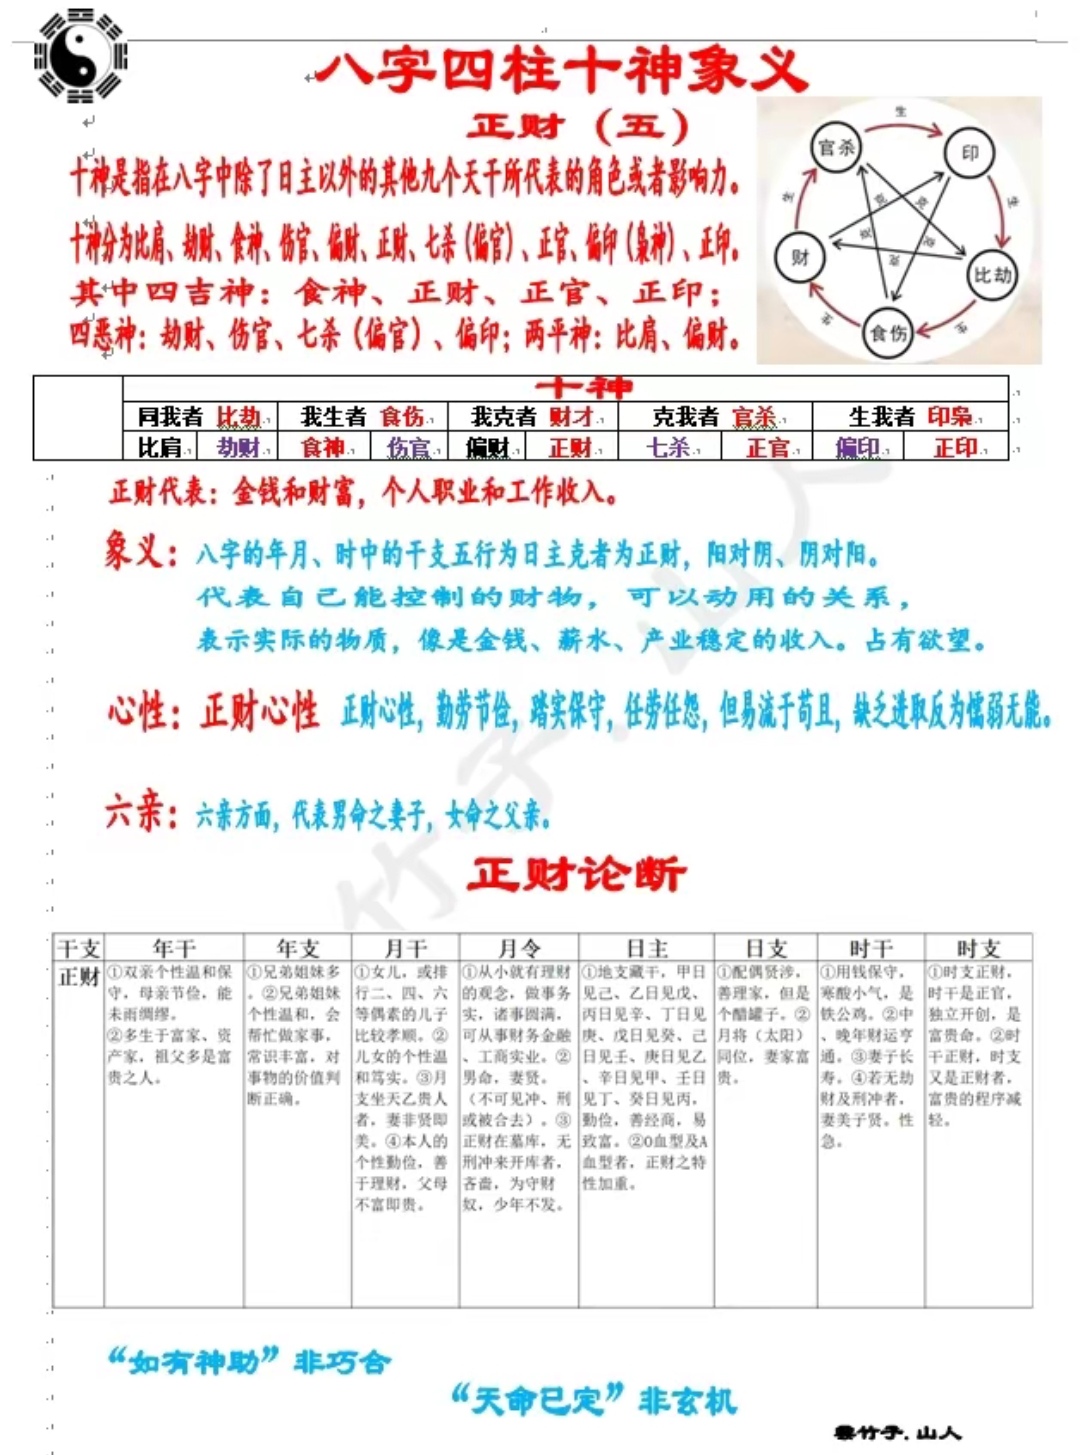 八字四柱十神象义
正财（五）
十神是指在八字中除了日主以外的其他九个天干所代表的角色或者影响力。
十神分为比肩、劫财、食神、伤官、偏财、正财、七杀（偏官）、正官、偏印（枭神）、正印。
其中四吉神：食神、正财、正官、正印；
四恶神：劫财、伤官、七杀（偏官）、偏印；两平神：比肩、偏财。
生
官杀
印
生
克
克
生
财
克
克
比劫
克
生
食伤
生
十神
同我者 比劫 我生者 食伤 我克者 财才 克我者 官杀 生我者 印枭
比肩 劫财 食神 伤官 偏财 正财 七杀 正官 偏印 正印
正财代表：金钱和财富，个人职业和工作收入。
象义：八字的年月、时中的干支五行为日主克者为正财，阳对阴、阴对阳。
代表自己能控制的财物，可以动用的关系，
表示实际的物质，像是金钱、薪水、产业稳定的收入。占有欲望。
心性：正财心性 正财心性，勤劳节俭，踏实保守，任劳任怨，但易流于苟且，缺乏进取反为懦弱无能。
六亲：六亲方面，代表男命之妻子，女命之父亲。
正财论断
干支 年干 年支 月干 月令 日主 日支 时干 时支
正财
①双亲个性温和保
守，母亲节俭，能
未雨绸缪。
②多生于富家、资
产家，祖父多是富
贵之人。
①兄弟姐妹多
。②兄弟姐妹
个性温和，会
帮忙做家事，
常识丰富，对
事物的价值判
断正确。
①女儿，或排
行二、四、六
等偶素的儿子
比较孝顺。②
儿女的个性温
和笃实。③月
支坐天乙贵人
者，妻非贤即
美。④本人的
个性勤俭，善
于理财，父母
不富即贵。
①从小就有理财
的观念，做事务
实，诸事圆满，
可从事财务金融
、工商实业。②
男命，妻贤。
（不可见冲、刑
或被合去）。③
正财在墓库，无
刑冲来开库者，
吝啬，为守财
奴，少年不发。
①地支藏干，甲日
见己、乙日见戊、
丙日见辛、丁日见
庚、戊日见癸、己
日见壬、庚日见乙
、辛日见甲、壬日
见丁、癸日见丙，
勤俭，善经商，易
致富。②O血型及A
血型者，正财之特
性加重。
①配偶贤涉，
善理家，但是
个醋罐子。②
月将（太阳）
同位，妻家富
贵。
①用钱保守，
寒酸小气，是
铁公鸡。②中
、晚年财运亨
通。③妻子长
寿。④若无劫
财及刑冲者，
妻美子贤。性
急。
①时支正财，
时干是正官，
独立开创，是
富贵命。②时
干正财，时支
又是正财者，
富贵的程序减
轻。
“如有神助”非巧合
“天命已定”非玄机
雲竹子.山人
竹子.山人